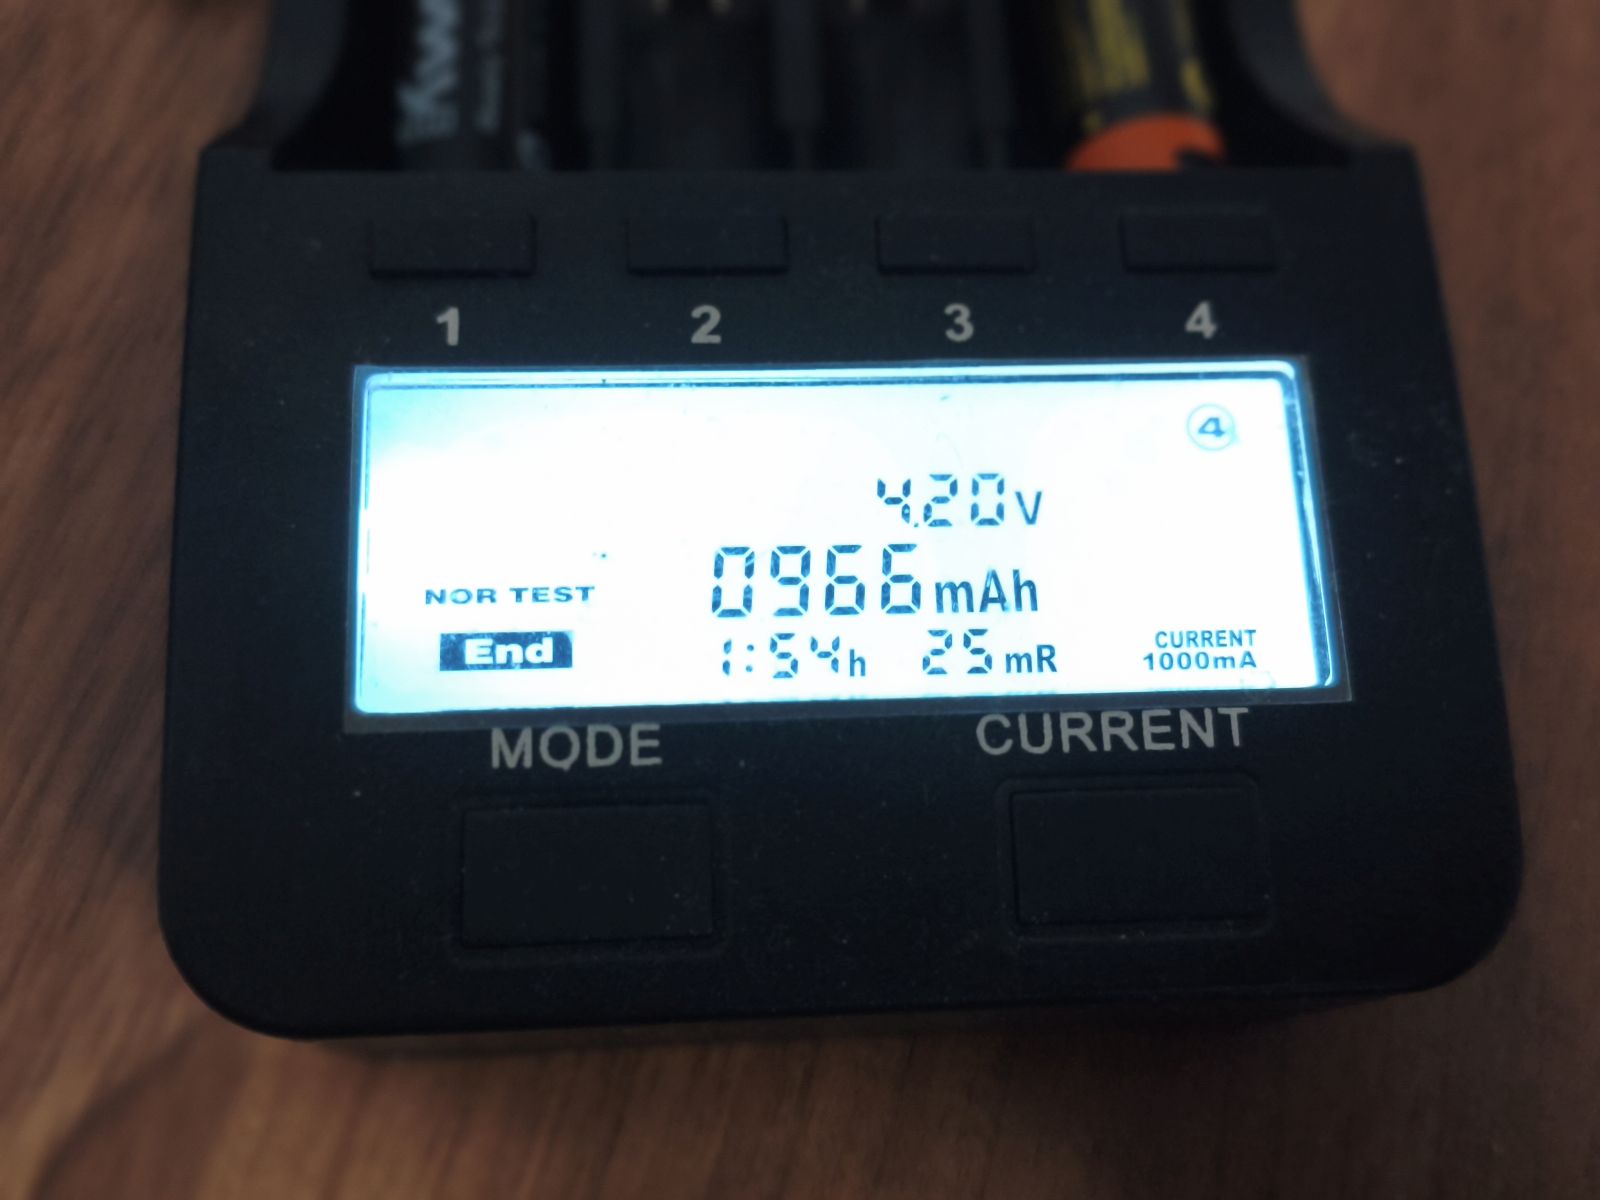 1 2 3 4
4
4.20V
NOR TEST 0966mAh
End 1:54h 25mR CURRENT 1000mA
MODE CURRENT